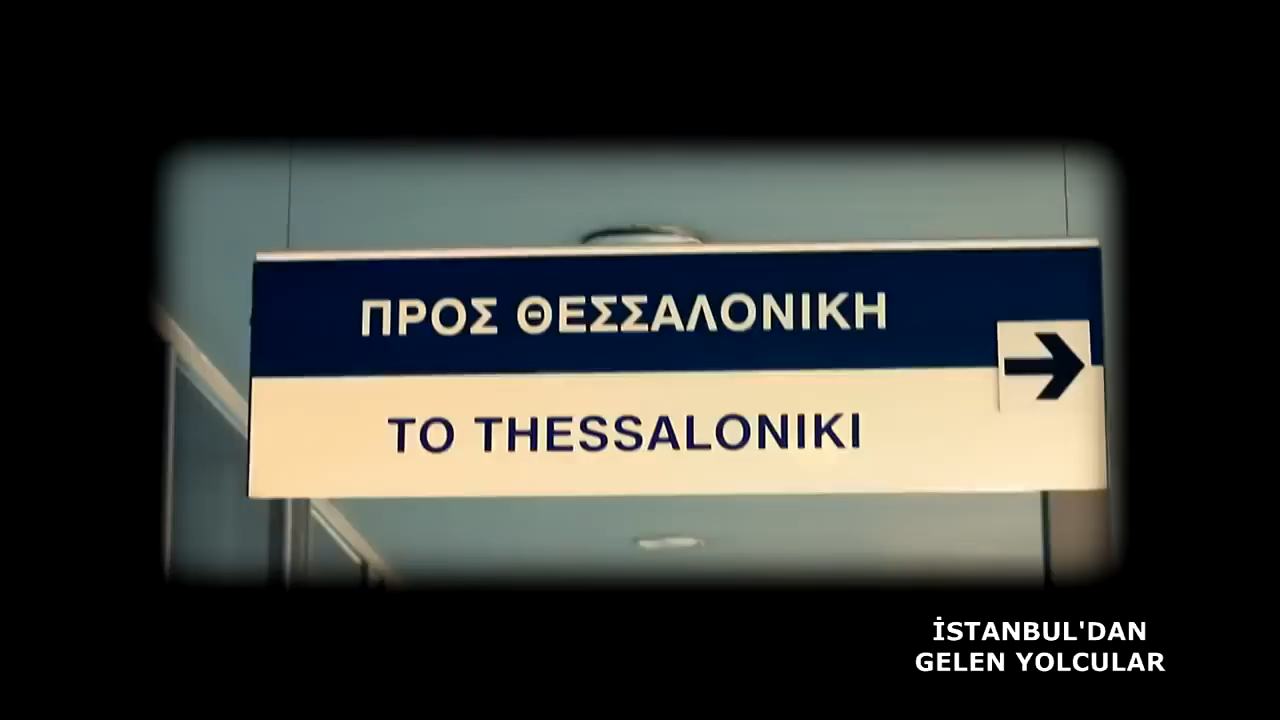 ΠΡΟΣ ΘΕΣΣΑΛΟΝΙΚΗ
TO THESSALONIKI
İSTANBUL'DAN
GELEN YOLCULAR